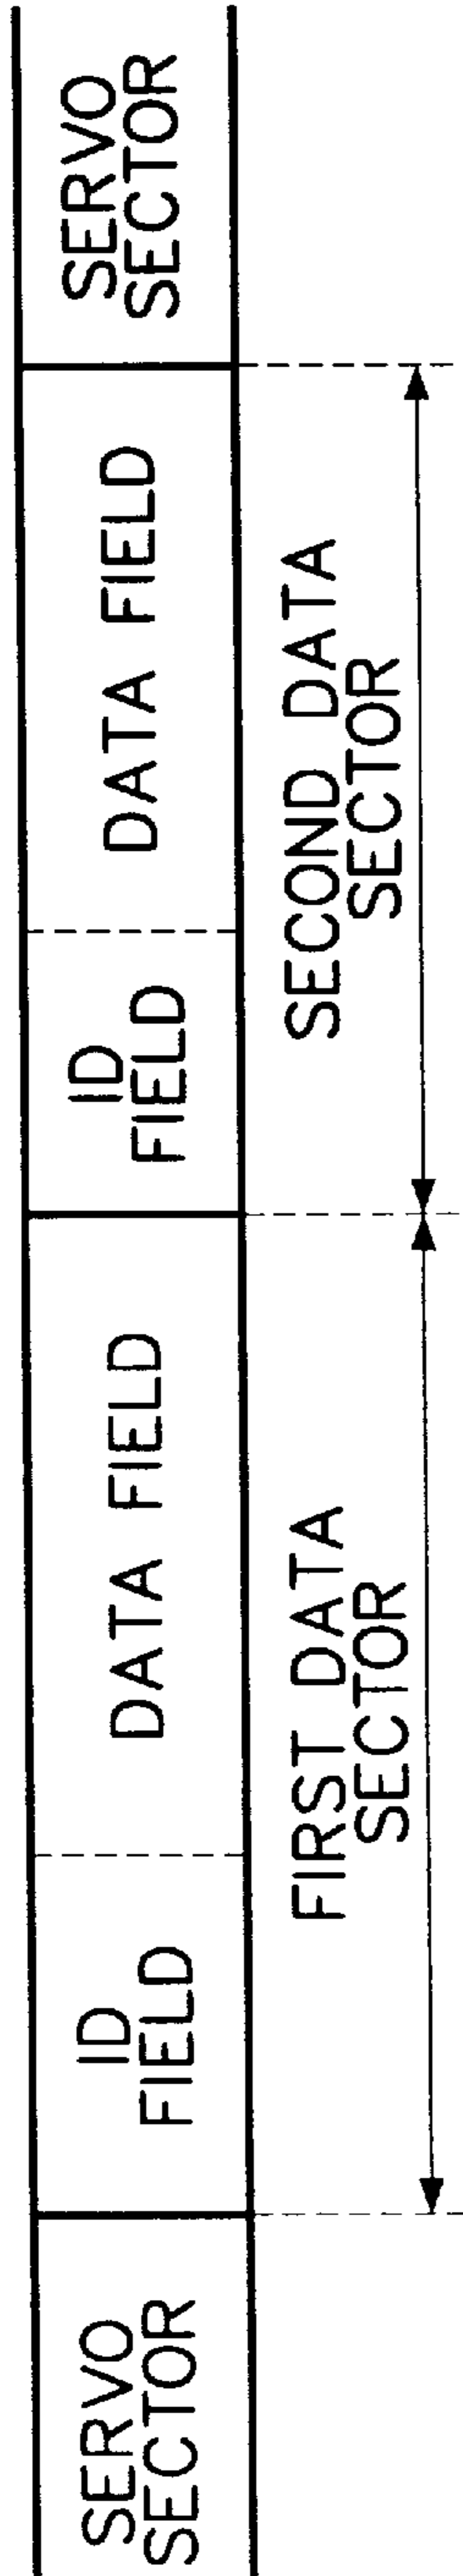 SERVO
SECTOR
ID
FIELD
DATA FIELD
ID
FIELD
DATA FIELD
SERVO
SECTOR
FIRST DATA
SECTOR
SECOND DATA
SECTOR